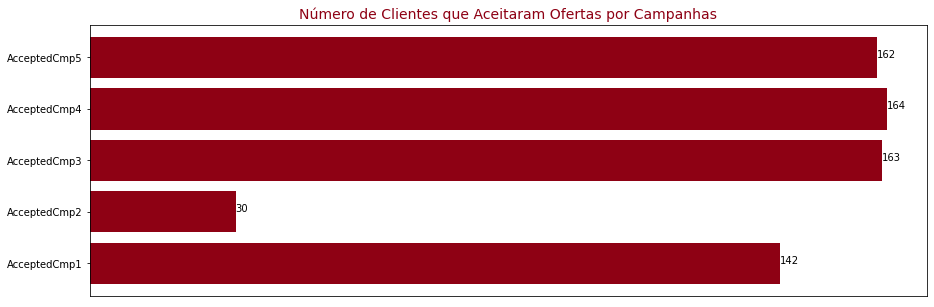 Número de Clientes que Aceitaram Ofertas por Campanhas
AcceptedCmp5 162
AcceptedCmp4 164
AcceptedCmp3 163
AcceptedCmp2 30
AcceptedCmp1 142